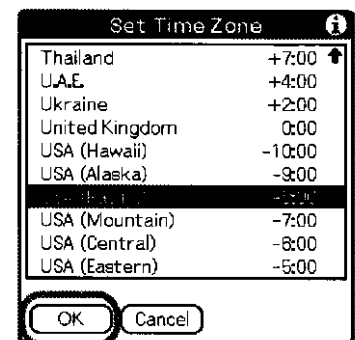 Set Time Zone
Thailand +7:00
U.A.E. +4:00
Ukraine +2:00
United Kingdom 0:00
USA (Hawaii) -10:00
USA (Alaska) -9:00
USA (Mountain) -7:00
USA (Central) -6:00
USA (Eastern) -5:00
OK Cancel